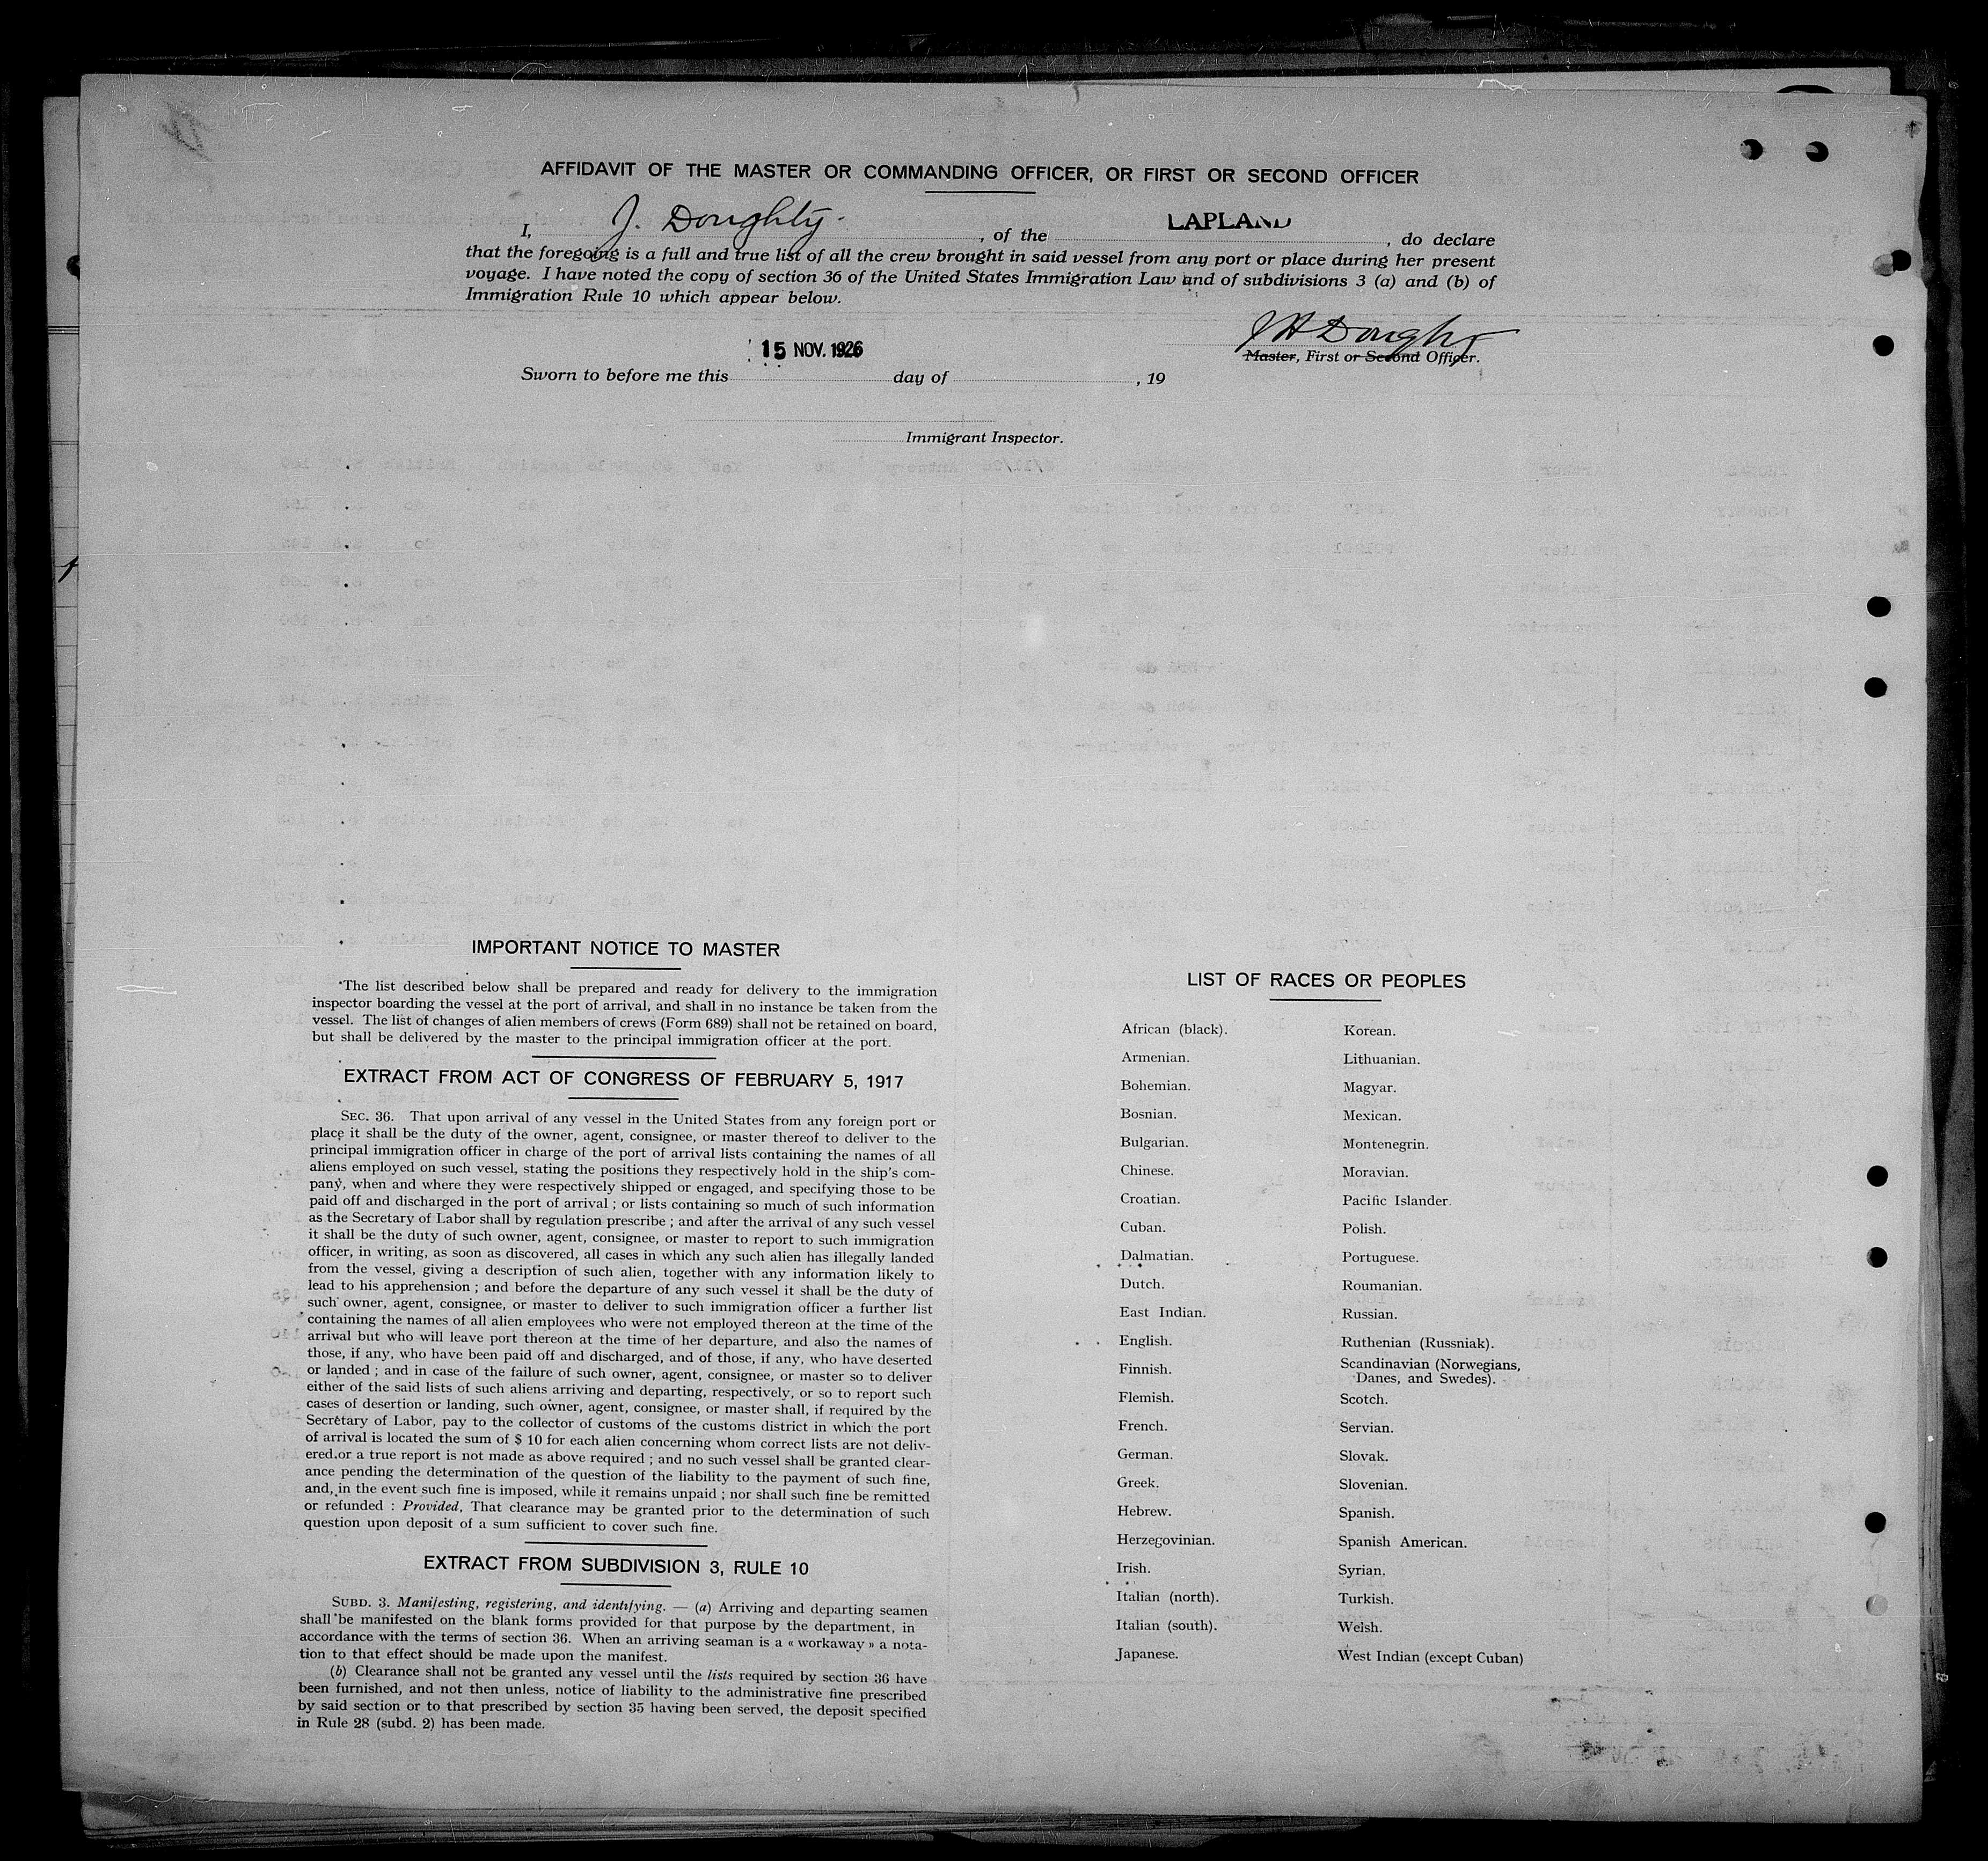 AFFIDAVIT OF THE MASTER OR COMMANDING OFFICER, OR FIRST OR SECOND OFFICER
I, J. Doughty. , of the LAPLAND , do declare
that the foregoing is a full and true list of all the crew brought in said vessel from any port or place during her present
voyage. I have noted the copy of section 36 of the United States Immigration Law and of subdivisions 3 (a) and (b) of
Immigration Rule 10 which appear below.
J H Doughty
15 NOV. 1926
Master, First or Second Officer.
Sworn to before me this day of , 19
Immigrant Inspector.
IMPORTANT NOTICE TO MASTER
The list described below shall be prepared and ready for delivery to the immigration
inspector boarding the vessel at the port of arrival, and shall in no instance be taken from the
vessel. The list of changes of alien members of crews (Form 689) shall not be retained on board,
but shall be delivered by the master to the principal immigration officer at the port.
EXTRACT FROM ACT OF CONGRESS OF FEBRUARY 5, 1917
SEC. 36. That upon arrival of any vessel in the United States from any foreign port or
place it shall be the duty of the owner, agent, consignee, or master thereof to deliver to the
principal immigration officer in charge of the port of arrival lists containing the names of all
aliens employed on such vessel, stating the positions they respectively hold in the ship's com-
pany, when and where they were respectively shipped or engaged, and specifying those to be
paid off and discharged in the port of arrival ; or lists containing so much of such information
as the Secretary of Labor shall by regulation prescribe ; and after the arrival of any such vessel
it shall be the duty of such owner, agent, consignee, or master to report to such immigration
officer, in writing, as soon as discovered, all cases in which any such alien has illegally landed
from the vessel, giving a description of such alien, together with any information likely to
lead to his apprehension ; and before the departure of any such vessel it shall be the duty of
such owner, agent, consignee, or master to deliver to such immigration officer a further list
containing the names of all alien employees who were not employed thereon at the time of the
arrival but who will leave port thereon at the time of her departure, and also the names of
those, if any, who have been paid off and discharged, and of those, if any, who have deserted
or landed ; and in case of the failure of such owner, agent, consignee, or master so to deliver
either of the said lists of such aliens arriving and departing, respectively, or so to report such
cases of desertion or landing, such owner, agent, consignee, or master shall, if required by the
Secretary of Labor, pay to the collector of customs of the customs district in which the port
of arrival is located the sum of $ 10 for each alien concerning whom correct lists are not deliv-
ered or a true report is not made as above required ; and no such vessel shall be granted clear-
ance pending the determination of the question of the liability to the payment of such fine,
and, in the event such fine is imposed, while it remains unpaid ; nor shall such fine be remitted
or refunded : Provided, That clearance may be granted prior to the determination of such
question upon deposit of a sum sufficient to cover such fine.
EXTRACT FROM SUBDIVISION 3, RULE 10
SUBD. 3. Manifesting, registering, and identifying. — (a) Arriving and departing seamen
shall be manifested on the blank forms provided for that purpose by the department, in
accordance with the terms of section 36. When an arriving seaman is a « workaway » a nota-
tion to that effect should be made upon the manifest.
(b) Clearance shall not be granted any vessel until the lists required by section 36 have
been furnished, and not then unless, notice of liability to the administrative fine prescribed
by said section or to that prescribed by section 35 having been served, the deposit specified
in Rule 28 (subd. 2) has been made.
LIST OF RACES OR PEOPLES
African (black).
Armenian.
Bohemian.
Bosnian.
Bulgarian.
Chinese.
Croatian.
Cuban.
Dalmatian.
Dutch.
East Indian.
English.
Finnish.
Flemish.
French.
German.
Greek.
Hebrew.
Herzegovinian.
Irish.
Italian (north).
Italian (south).
Japanese.
Korean.
Lithuanian.
Magyar.
Mexican.
Montenegrin.
Moravian.
Pacific Islander.
Polish.
Portuguese.
Roumanian.
Russian.
Ruthenian (Russniak).
Scandinavian (Norwegians,
Danes, and Swedes).
Scotch.
Servian.
Slovak.
Slovenian.
Spanish.
Spanish American.
Syrian.
Turkish.
Welsh.
West Indian (except Cuban)